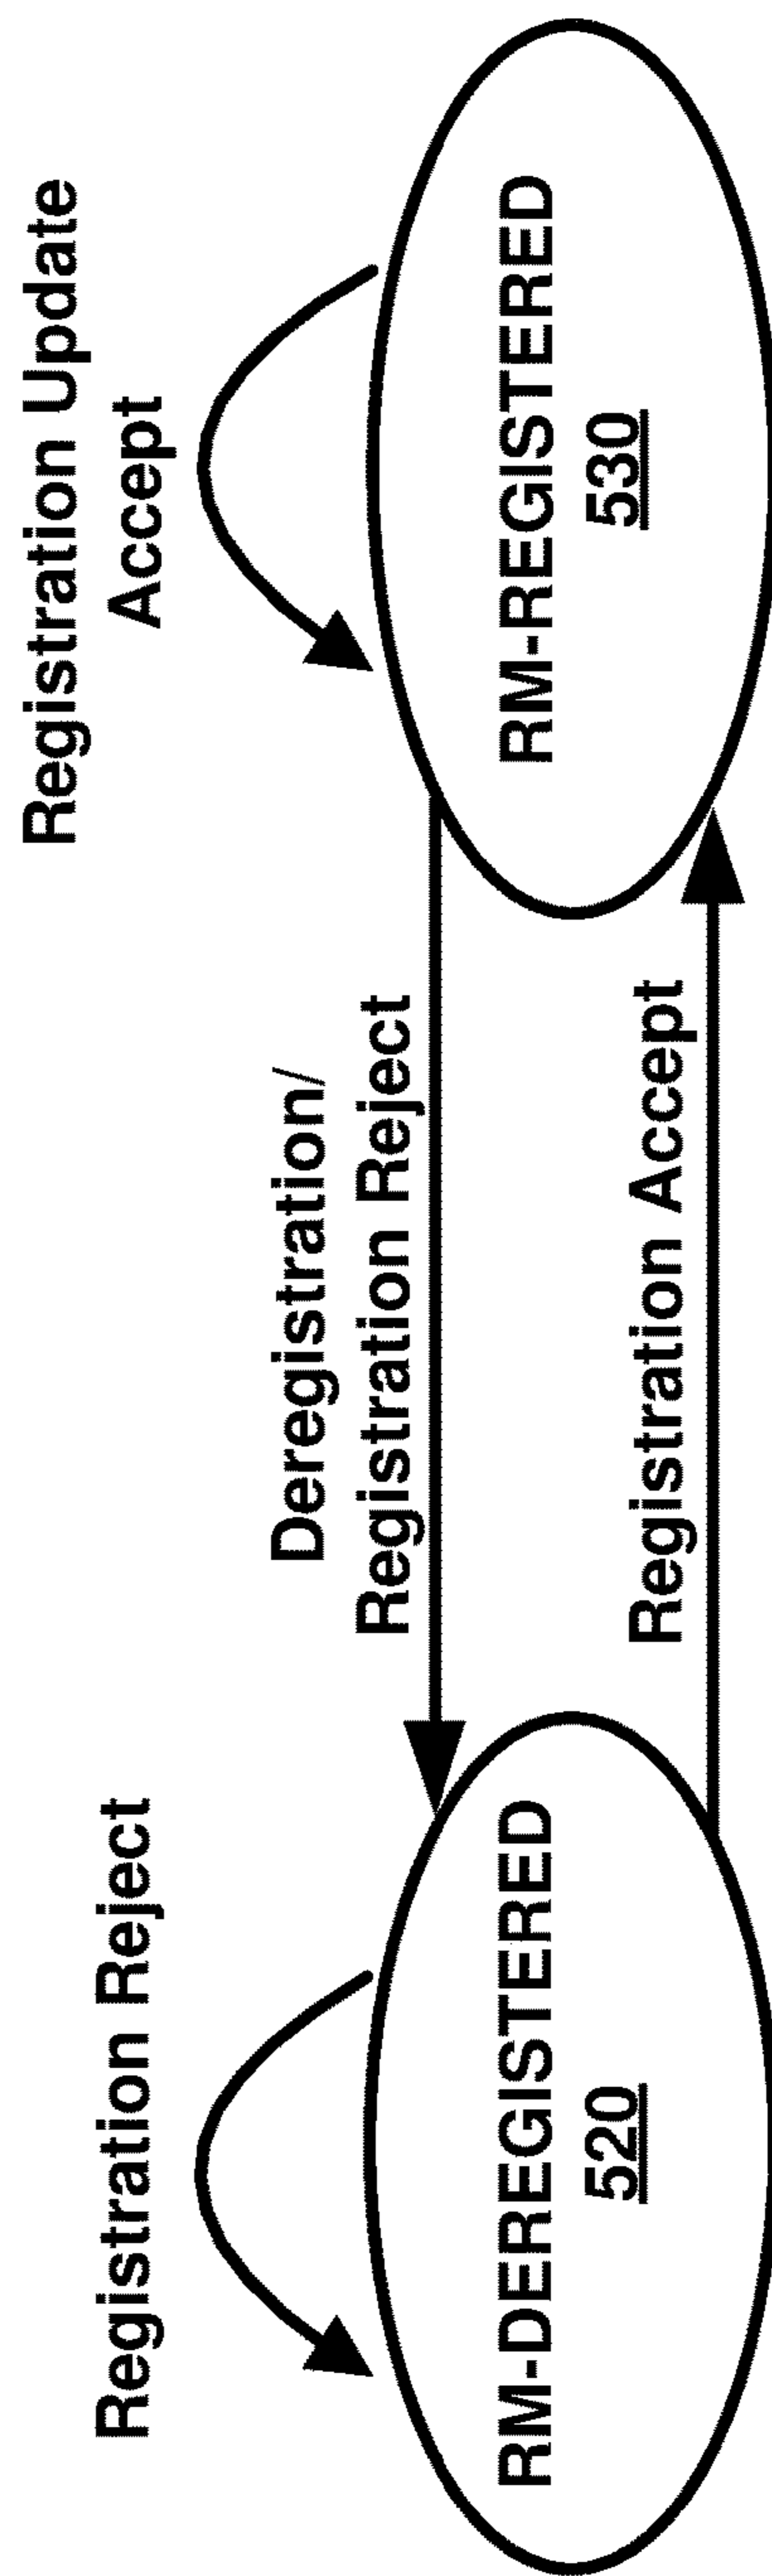 Registration Reject
RM-DEREGISTERED
520
Deregistration/
Registration Reject
Registration Accept
Registration Update
Accept
RM-REGISTERED
530